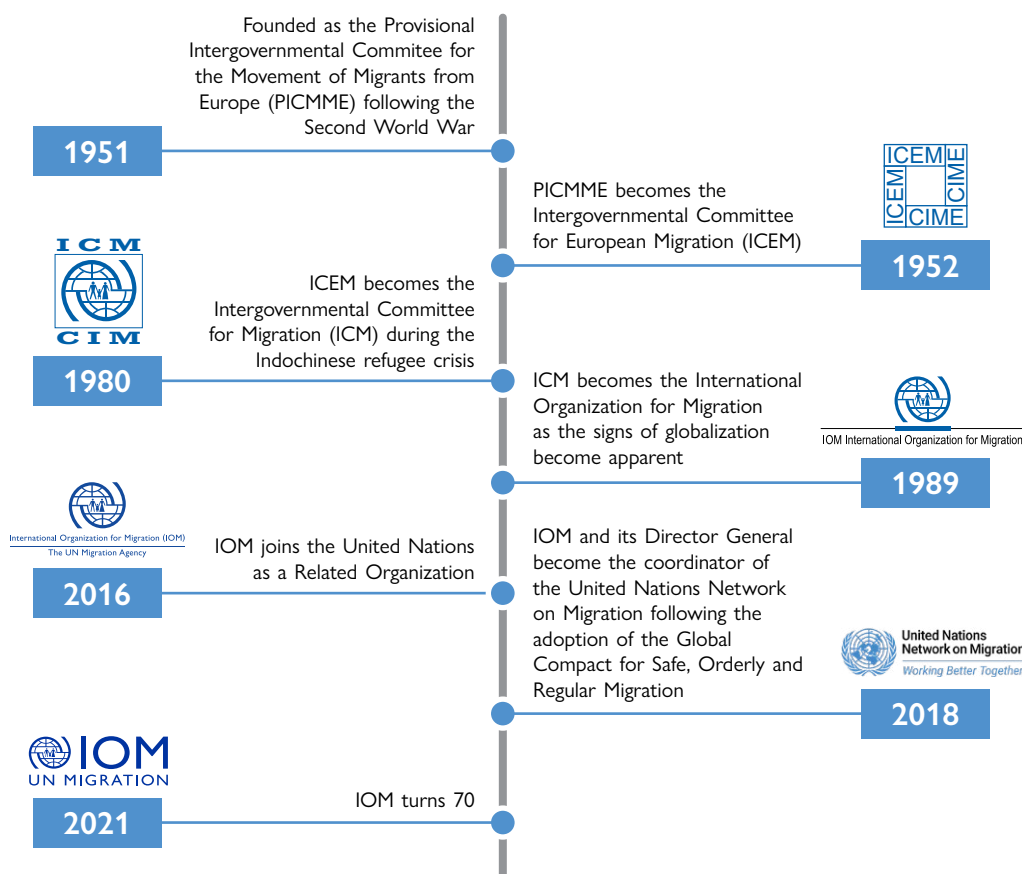 Founded as the Provisional
Intergovernmental Commitee for
the Movement of Migrants from
Europe (PICMME) following the
Second World War
1951
ICEM
CIME
ICEM
CIME
PICMME becomes the
Intergovernmental Committee
for European Migration (ICEM)
1952
ICM
CIM
ICEM becomes the
Intergovernmental Committee
for Migration (ICM) during the
Indochinese refugee crisis
1980
ICM becomes the International
Organization for Migration
as the signs of globalization
become apparent
IOM International Organization for Migration
1989
International Organization for Migration (IOM)
The UN Migration Agency
IOM joins the United Nations
as a Related Organization
2016
IOM and its Director General
become the coordinator of
the United Nations Network
on Migration following the
adoption of the Global
Compact for Safe, Orderly and
Regular Migration
United Nations
Network on Migration
Working Better Together
2018
IOM
UN MIGRATION
IOM turns 70
2021